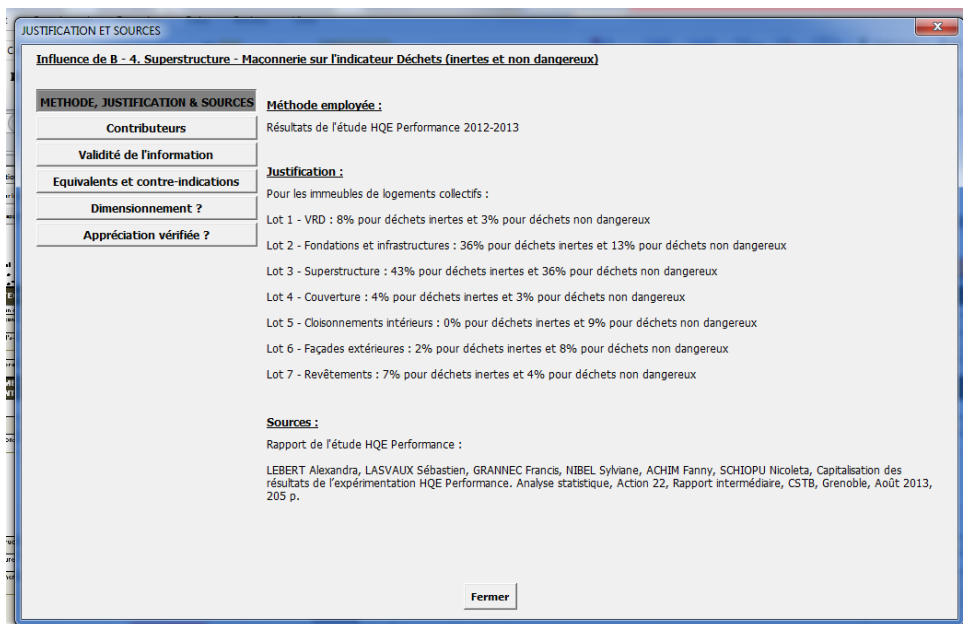 JUSTIFICATION ET SOURCES
Influence de B - 4. Superstructure - Maçonnerie sur l'indicateur Déchets (inertes et non dangereux)
METHODE, JUSTIFICATION & SOURCES
Contributeurs
Validité de l'information
Equivalents et contre-indications
Dimensionnement ?
Appréciation vérifiée ?
Méthode employée :
Résultats de l'étude HQE Performance 2012-2013
Justification :
Pour les immeubles de logements collectifs :
Lot 1 - VRD : 8% pour déchets inertes et 3% pour déchets non dangereux
Lot 2 - Fondations et infrastructures : 36% pour déchets inertes et 13% pour déchets non dangereux
Lot 3 - Superstructure : 43% pour déchets inertes et 36% pour déchets non dangereux
Lot 4 - Couverture : 4% pour déchets inertes et 3% pour déchets non dangereux
Lot 5 - Cloisonnements intérieurs : 0% pour déchets inertes et 9% pour déchets non dangereux
Lot 6 - Façades extérieures : 2% pour déchets inertes et 8% pour déchets non dangereux
Lot 7 - Revêtements : 7% pour déchets inertes et 4% pour déchets non dangereux
Sources :
Rapport de l'étude HQE Performance :
LEBERT Alexandra, LASVAUX Sébastien, GRANNEC Francis, NIBEL Sylviane, ACHIM Fanny, SCHIOPU Nicoleta, Capitalisation des
résultats de l'expérimentation HQE Performance. Analyse statistique, Action 22, Rapport intermédiaire, CSTB, Grenoble, Août 2013,
205 p.
Fermer